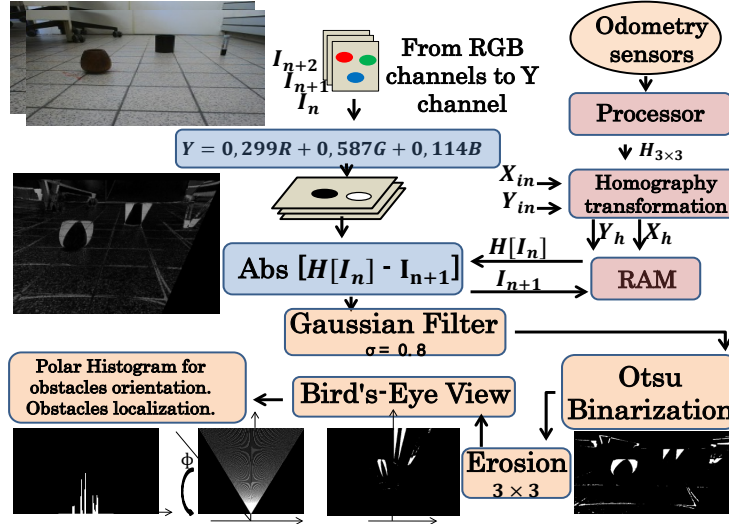 Odometry
sensors
From RGB
channels to Y
channel
I_{n+2}
I_{n+1}
I_n
Processor
H_{3×3}
Y = 0,299R + 0,587G + 0,114B
X_{in}
Y_{in}
Homography
transformation
Y_h X_h
H[I_n]
Abs [H[I_n] - I_{n+1}]
I_{n+1}
RAM
Gaussian Filter
σ= 0.8
Polar Histogram for
obstacles orientation.
Obstacles localization.
Bird's-Eye View
Otsu
Binarization
ϕ
Erosion
3 × 3